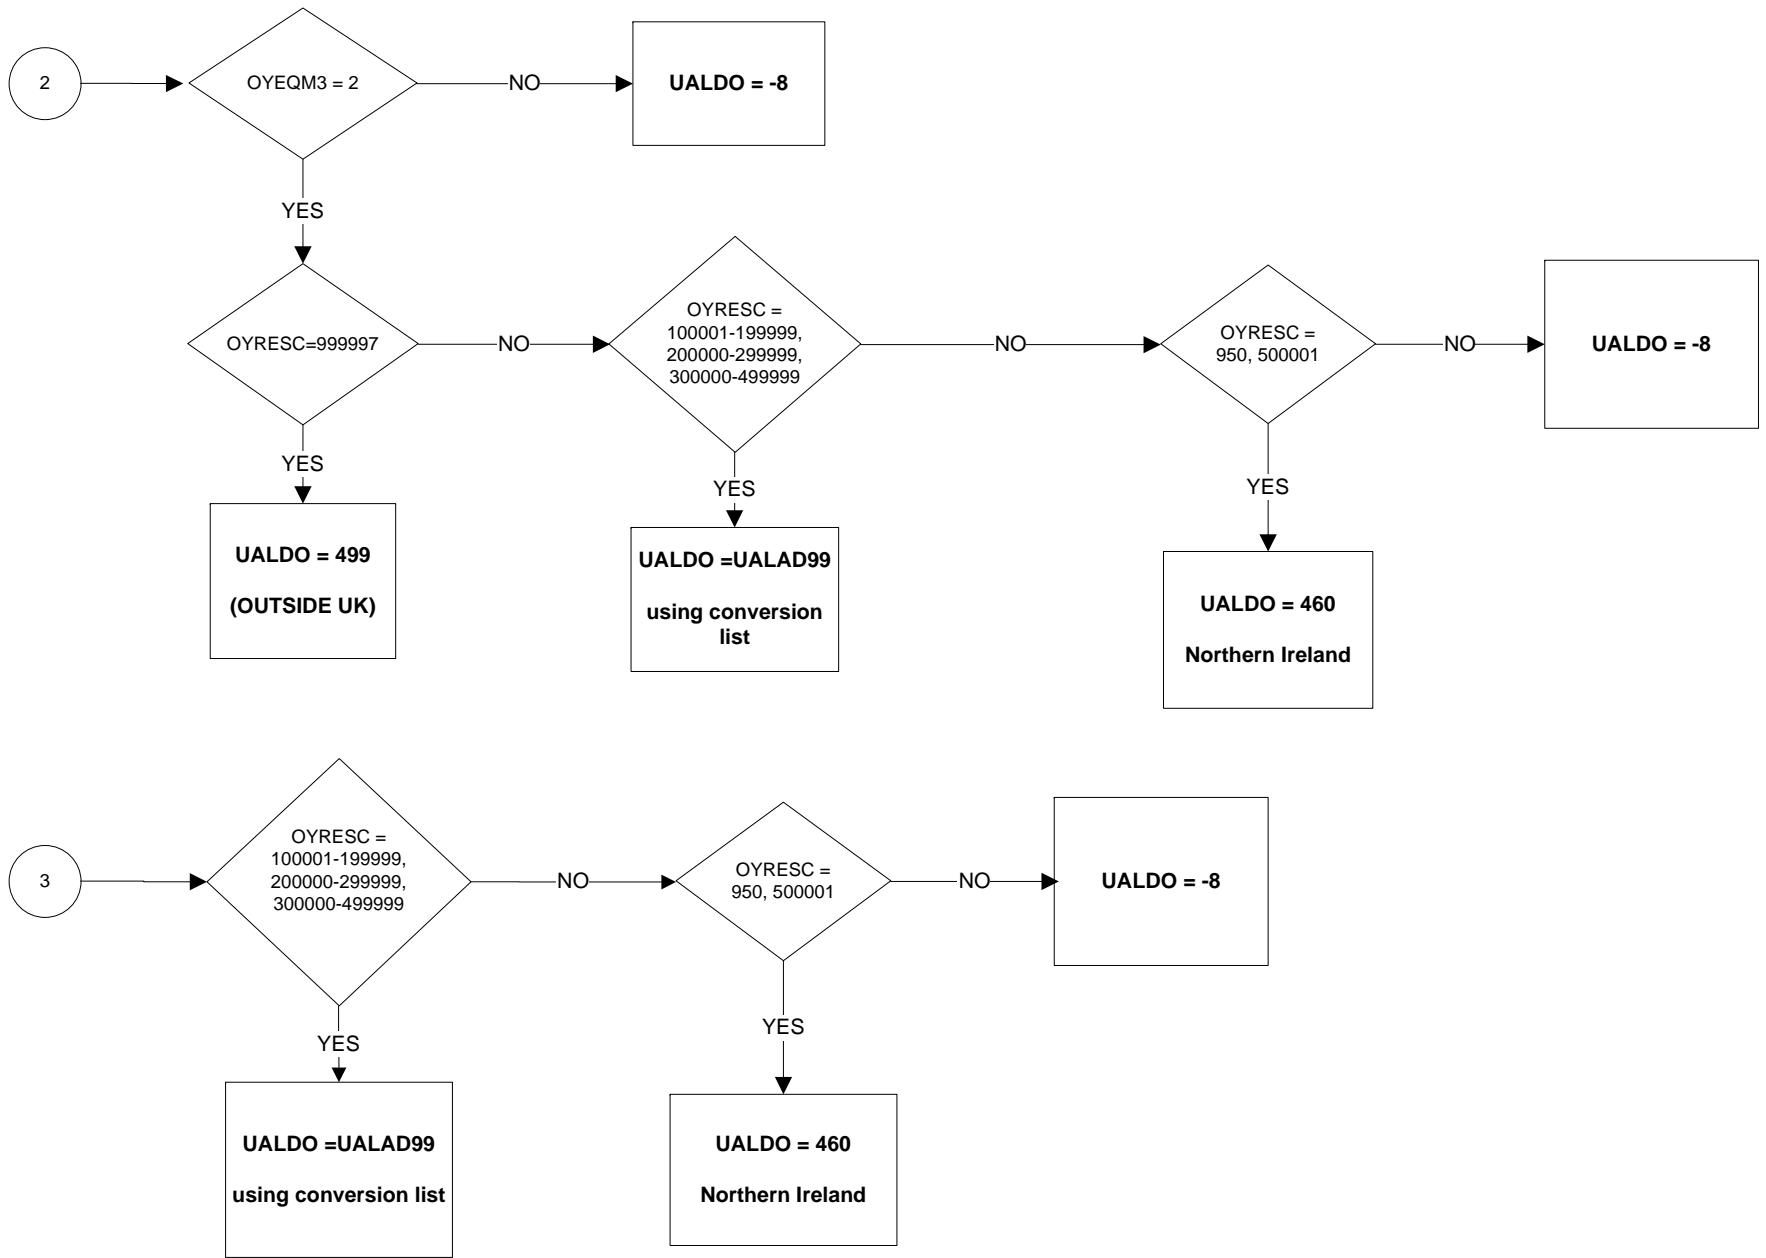 2
OYEQM3 = 2
NO
UALDO = -8
YES
OYRESC=999997
NO
OYRESC =
100001-199999,
200000-299999,
300000-499999
NO
OYRESC =
950, 500001
NO
UALDO = -8
YES
UALDO = 499
(OUTSIDE UK)
YES
UALDO =UALAD99
using conversion
list
YES
UALDO = 460
Northern Ireland
3
OYRESC =
100001-199999,
200000-299999,
300000-499999
NO
OYRESC =
950, 500001
NO
UALDO = -8
YES
UALDO =UALAD99
using conversion list
YES
UALDO = 460
Northern Ireland